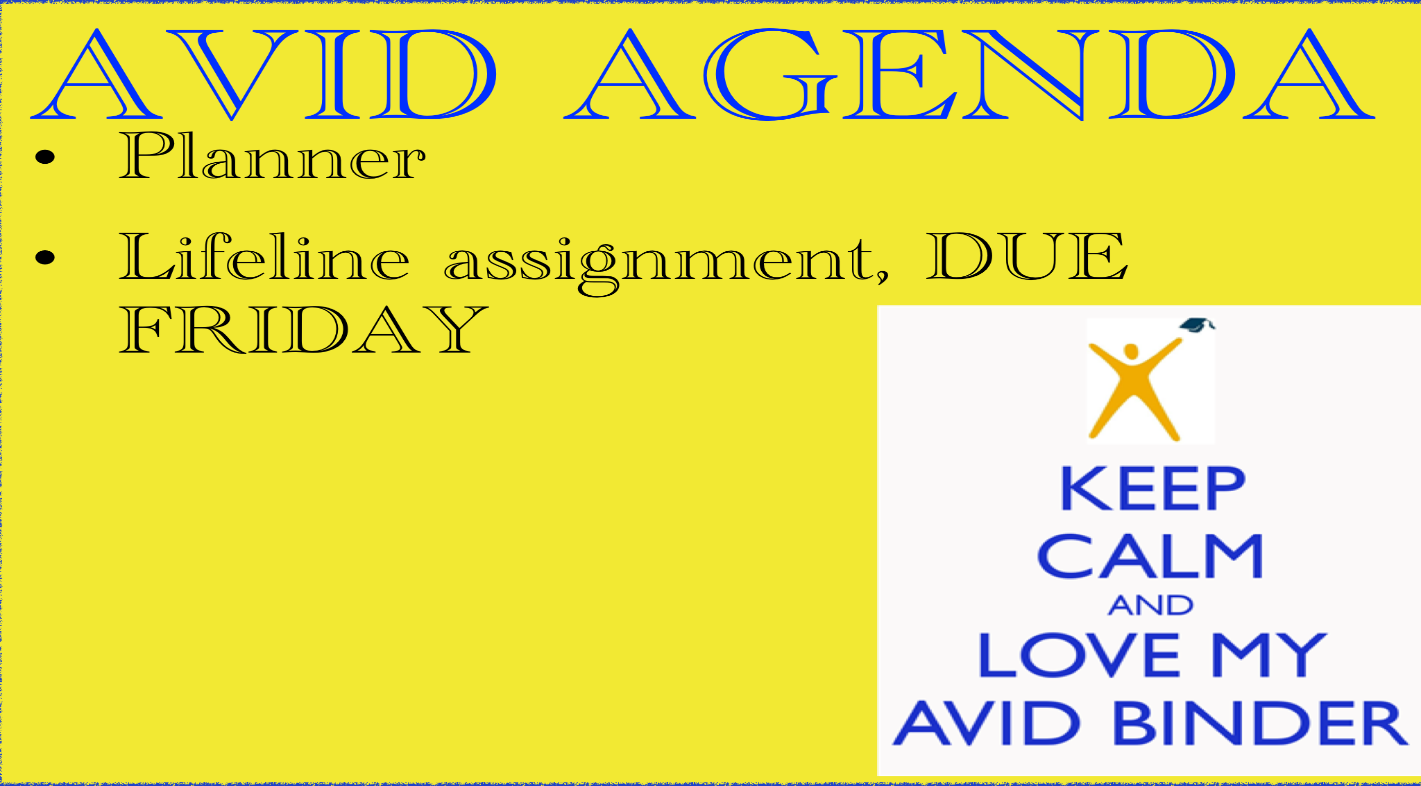 AVID AGENDA
• Planner
• Lifeline assignment, DUE
FRIDAY
KEEP
CALM
AND
LOVE MY
AVID BINDER